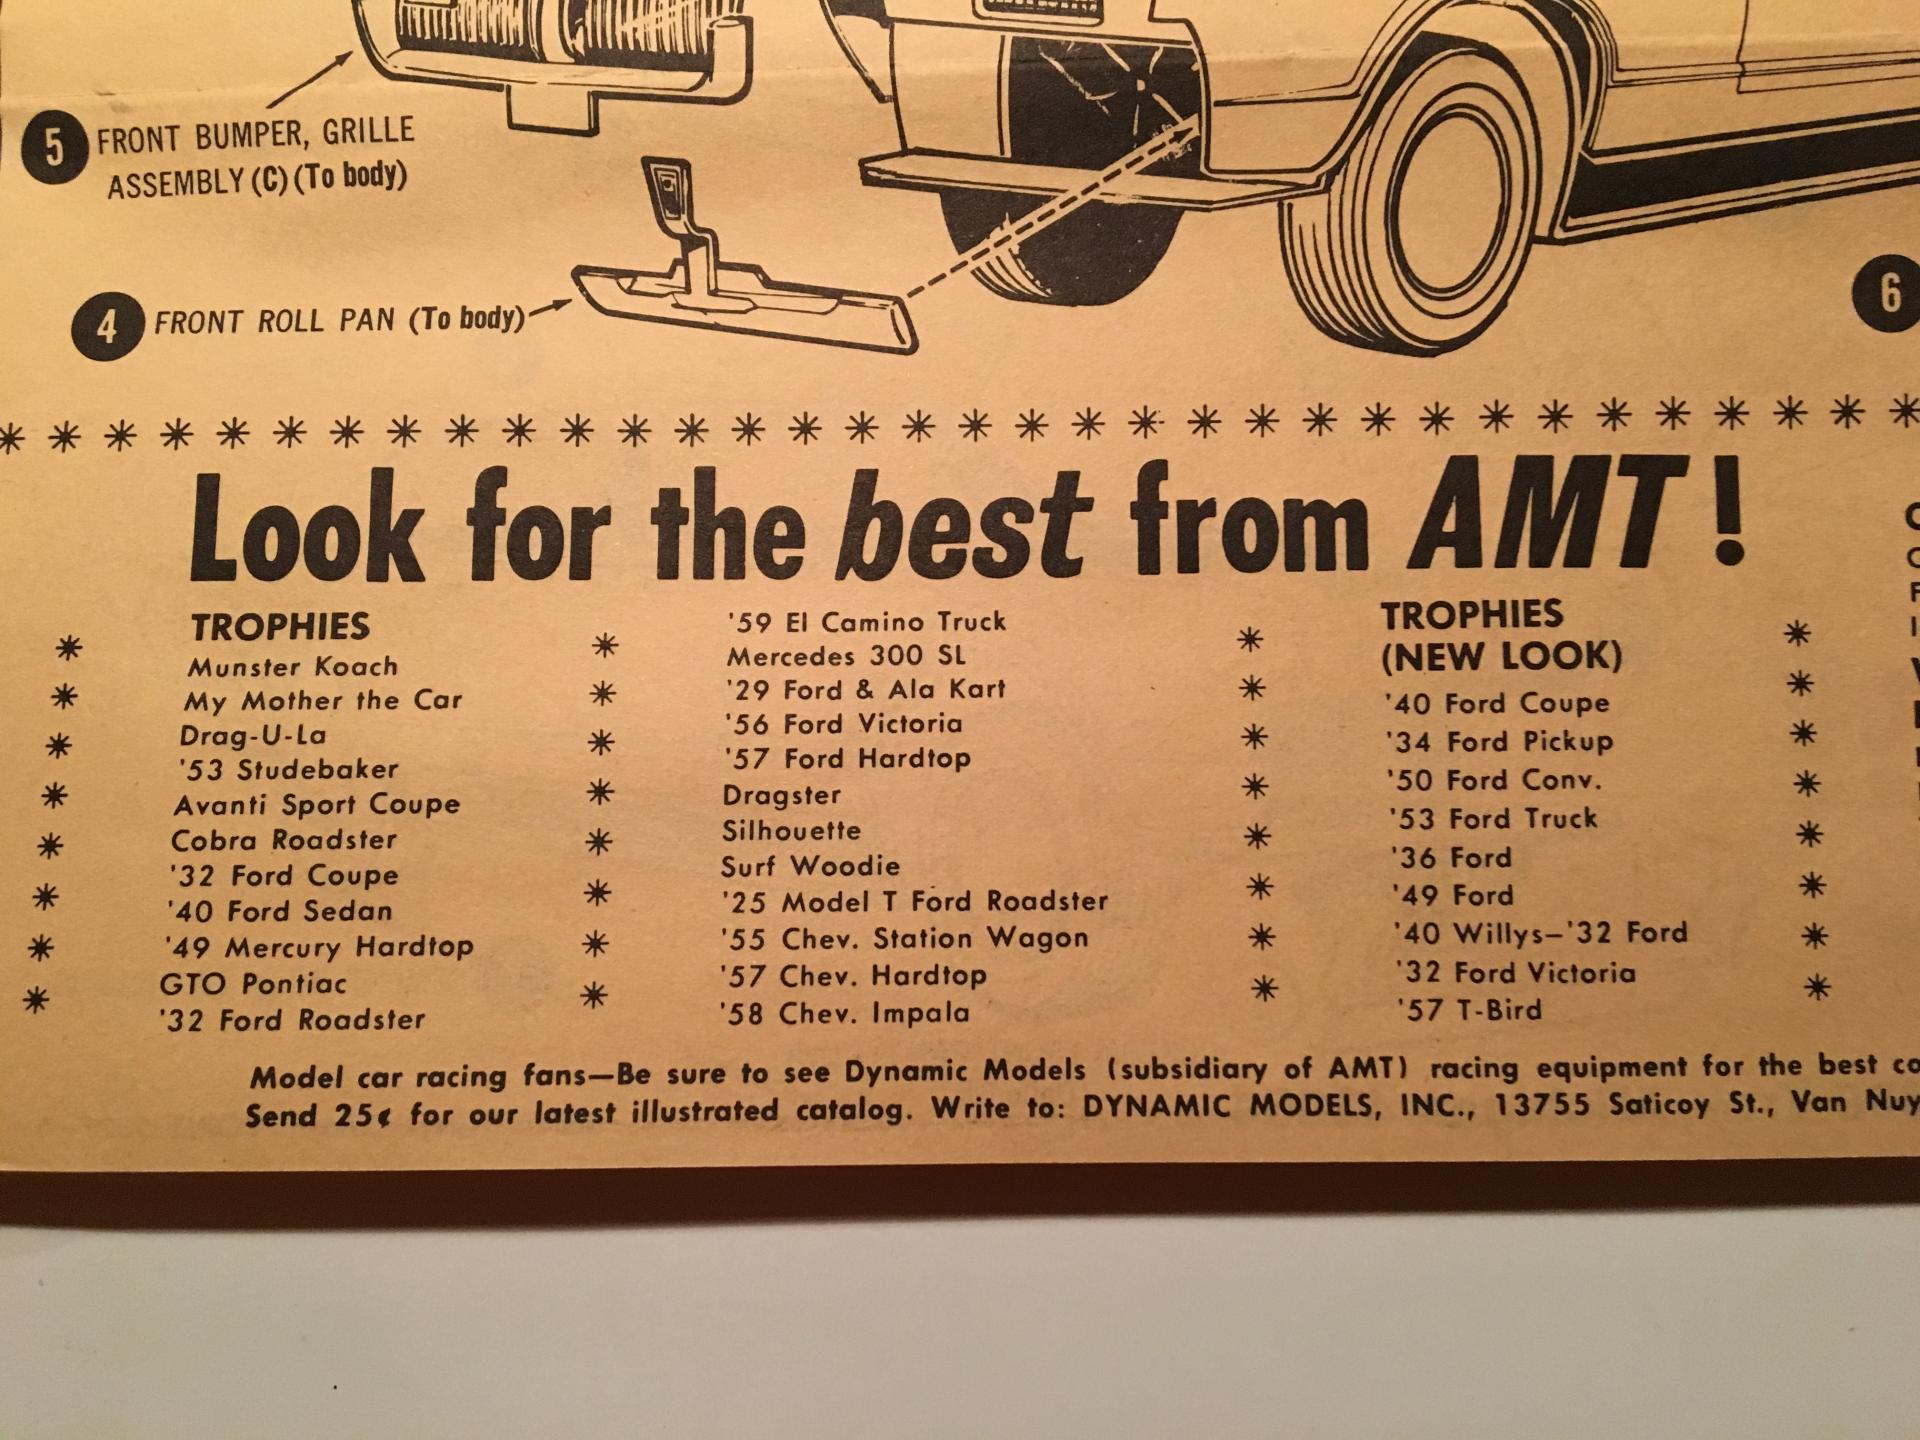 5 FRONT BUMPER, GRILLE
ASSEMBLY (C) (To body)
4 FRONT ROLL PAN (To body)
6
Look for the best from AMT!
TROPHIES
Munster Koach
My Mother the Car
Drag-U-La
'53 Studebaker
Avanti Sport Coupe
Cobra Roadster
'32 Ford Coupe
'40 Ford Sedan
'49 Mercury Hardtop
GTO Pontiac
'32 Ford Roadster
'59 El Camino Truck
Mercedes 300 SL
'29 Ford & Ala Kart
'56 Ford Victoria
'57 Ford Hardtop
Dragster
Silhouette
Surf Woodie
'25 Model T Ford Roadster
'55 Chev. Station Wagon
'57 Chev. Hardtop
'58 Chev. Impala
TROPHIES
(NEW LOOK)
'40 Ford Coupe
'34 Ford Pickup
'50 Ford Conv.
'53 Ford Truck
'36 Ford
'49 Ford
'40 Willys–'32 Ford
'32 Ford Victoria
'57 T-Bird
Model car racing fans—Be sure to see Dynamic Models (subsidiary of AMT) racing equipment for the best co
Send 25¢ for our latest illustrated catalog. Write to: DYNAMIC MODELS, INC., 13755 Saticoy St., Van Nuy